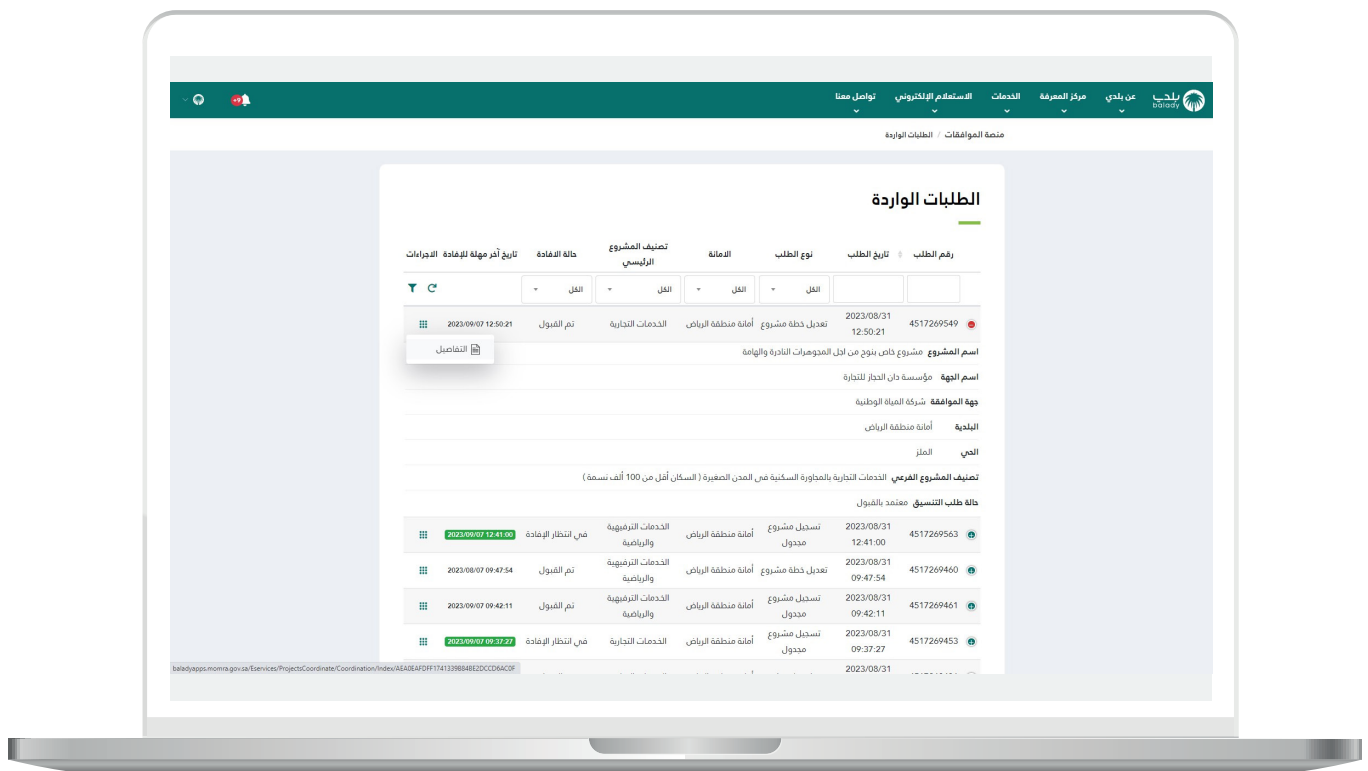 بلدي
balady
عن بلدي
مركز المعرفة
الخدمات
الاستعلام الإلكتروني
تواصل معنا
+9
منصة الموافقات / الطلبات الواردة
الطلبات الواردة
رقم الطلب تاريخ الطلب نوع الطلب الامانة تصنيف المشروع الرئيسي حالة الافادة تاريخ آخر مهلة للإفادة الاجراءات
الكل الكل الكل الكل
4517269549 2023/08/31 12:50:21 تعديل خطة مشروع أمانة منطقة الرياض الخدمات التجارية تم القبول 2023/09/07 12:50:21
التفاصيل
اسم المشروع مشروع خاص بنوح من اجل المجوهرات النادرة والهامة
اسم الجهة مؤسسة دان الحجاز للتجارة
جهة الموافقة شركة المياة الوطنية
البلدية أمانة منطقة الرياض
الحي الملز
تصنيف المشروع الفرعي الخدمات التجارية بالمجاورة السكنية في المدن الصغيرة ( السكان أقل من 100 ألف نسمة )
حالة طلب التنسيق معتمد بالقبول
4517269563 2023/08/31 12:41:00 تسجيل مشروع مجدول أمانة منطقة الرياض الخدمات الترفيهية والرياضية في انتظار الإفادة 2023/09/07 12:41:00
4517269460 2023/08/31 09:47:54 تعديل خطة مشروع أمانة منطقة الرياض الخدمات الترفيهية والرياضية تم القبول 2023/08/07 09:47:54
4517269461 2023/08/31 09:42:11 تسجيل مشروع مجدول أمانة منطقة الرياض الخدمات الترفيهية والرياضية تم القبول 2023/09/07 09:42:11
4517269453 2023/08/31 09:37:27 تسجيل مشروع مجدول أمانة منطقة الرياض الخدمات التجارية في انتظار الإفادة 2023/09/07 09:37:27
2023/08/31